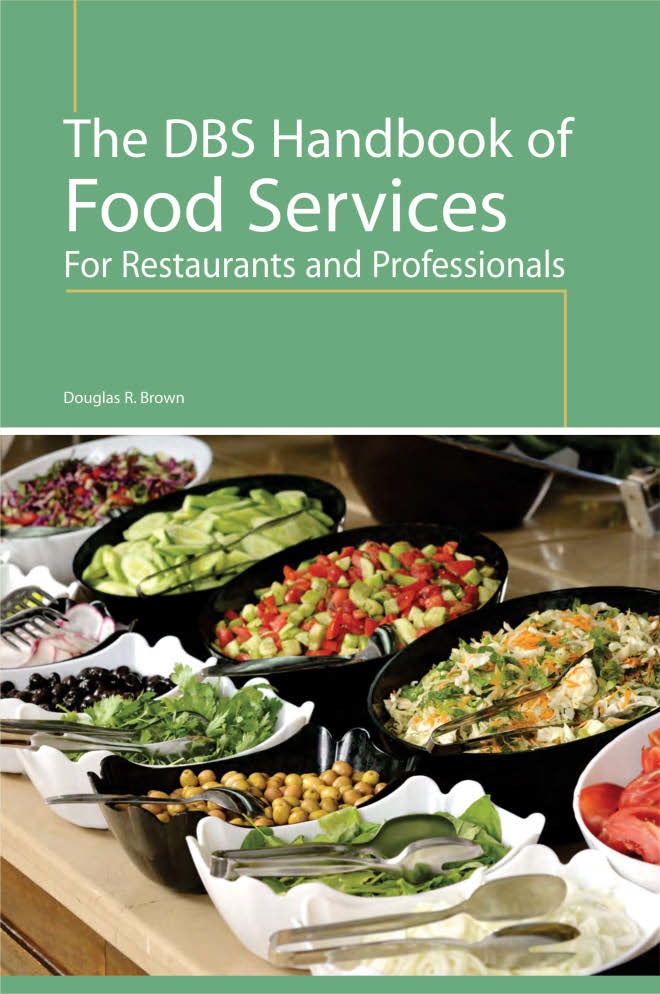 The DBS Handbook of
Food Services
For Restaurants and Professionals
Douglas R. Brown